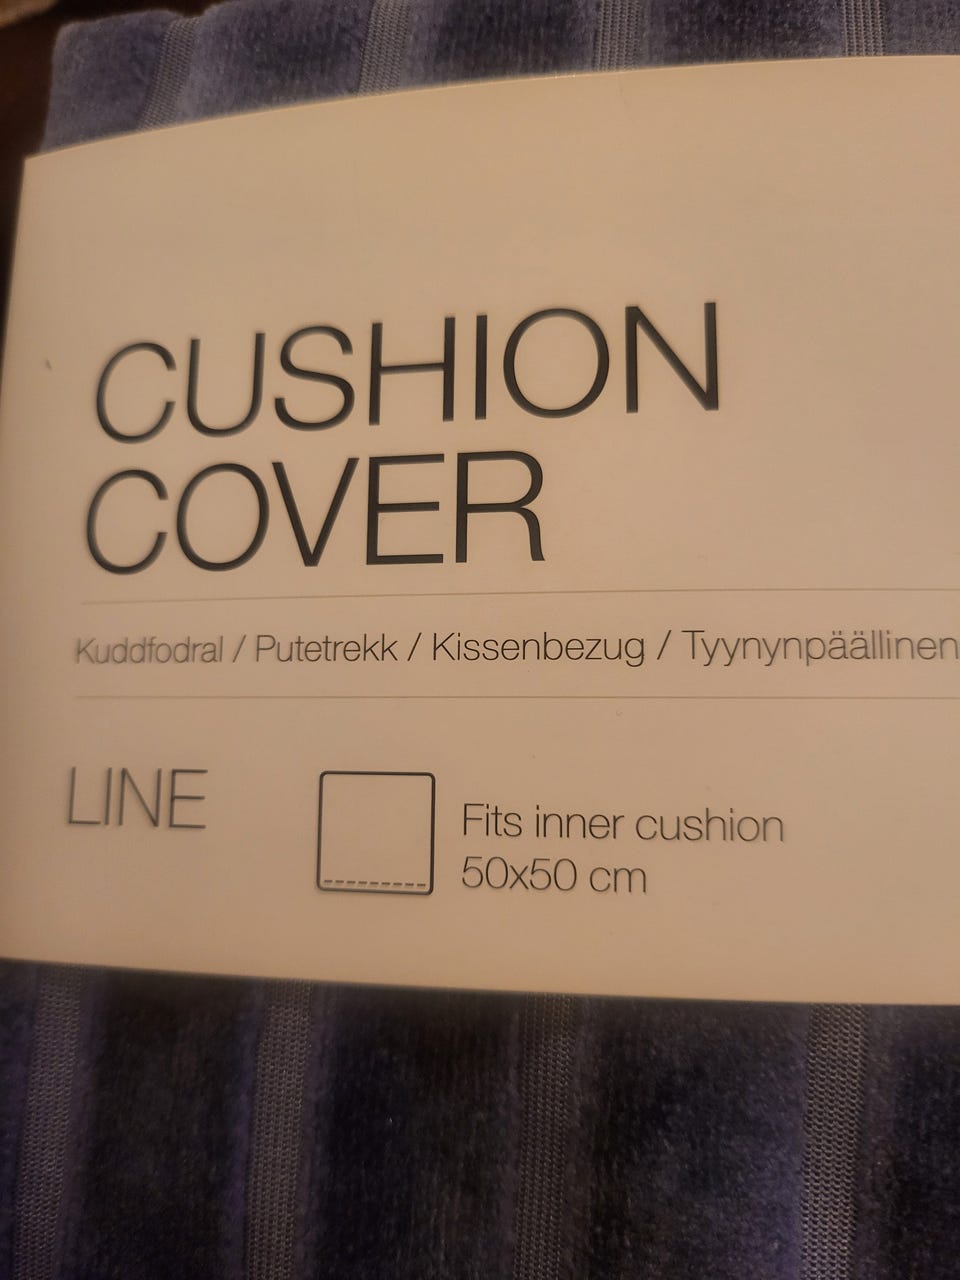 CUSHION
COVER
Kuddfodral / Putetrekk / Kissenbezug / Tyynynpäällinen
LINE
Fits inner cushion
50x50 cm